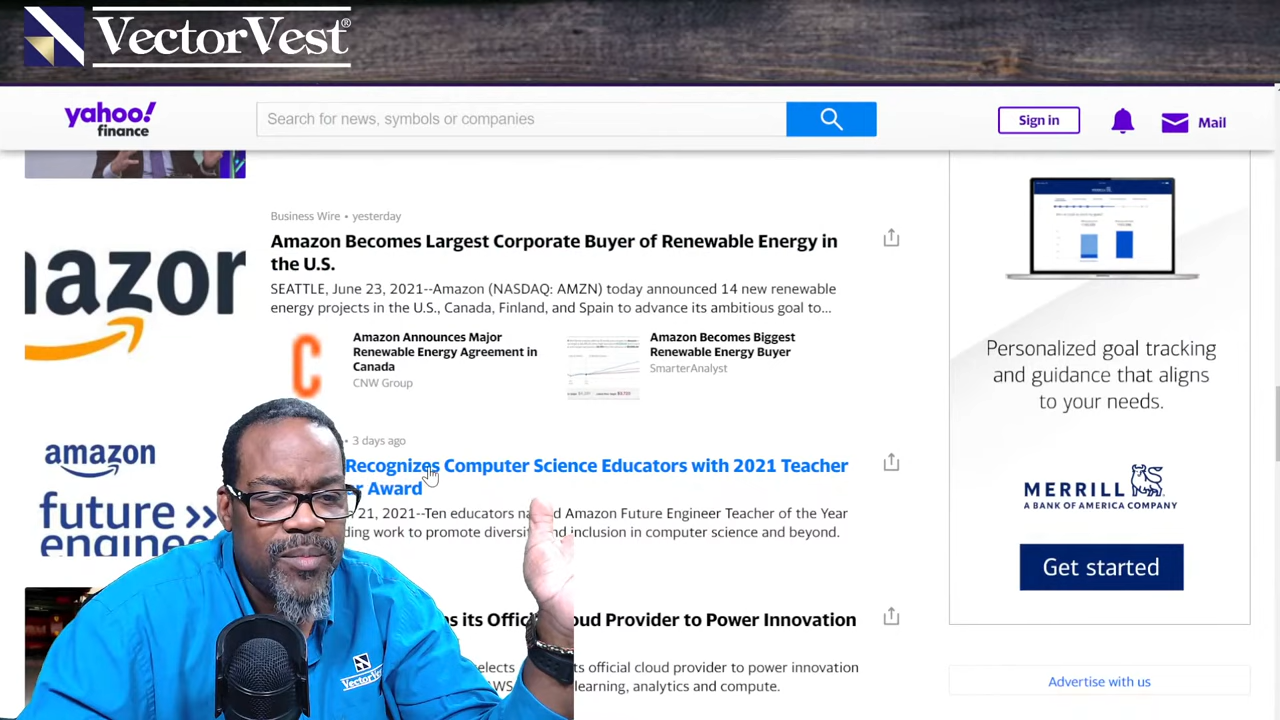 VectorVest®
yahoo!
finance
Search for news, symbols or companies
Sign in
Mail
Business Wire • yesterday
Amazon Becomes Largest Corporate Buyer of Renewable Energy in
the U.S.
SEATTLE, June 23, 2021--Amazon (NASDAQ: AMZN) today announced 14 new renewable
energy projects in the U.S., Canada, Finland, and Spain to advance its ambitious goal to...
Amazon Announces Major
Renewable Energy Agreement in
Canada
CNW Group
Amazon Becomes Biggest
Renewable Energy Buyer
SmarterAnalyst
mazon
• 3 days ago
Recognizes Computer Science Educators with 2021 Teacher
Award
21, 2021--Ten educators Amazon Future Engineer Teacher of the Year
work to promote inclusion in computer science and beyond.
amazon
future >>
engineer
its Official Cloud Provider to Power Innovation
selects its official cloud provider to power innovation
learning, analytics and compute.
VectorVest
Personalized goal tracking
and guidance that aligns
to your needs.
MERRILL
A BANK OF AMERICA COMPANY
Get started
Advertise with us